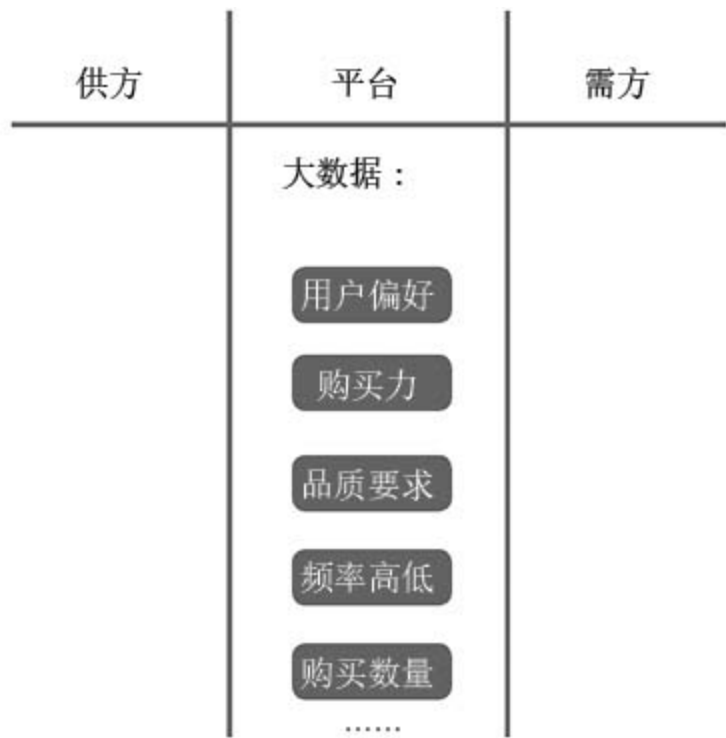 供方 平台 需方
大数据：
用户偏好
购买力
品质要求
频率高低
购买数量
……